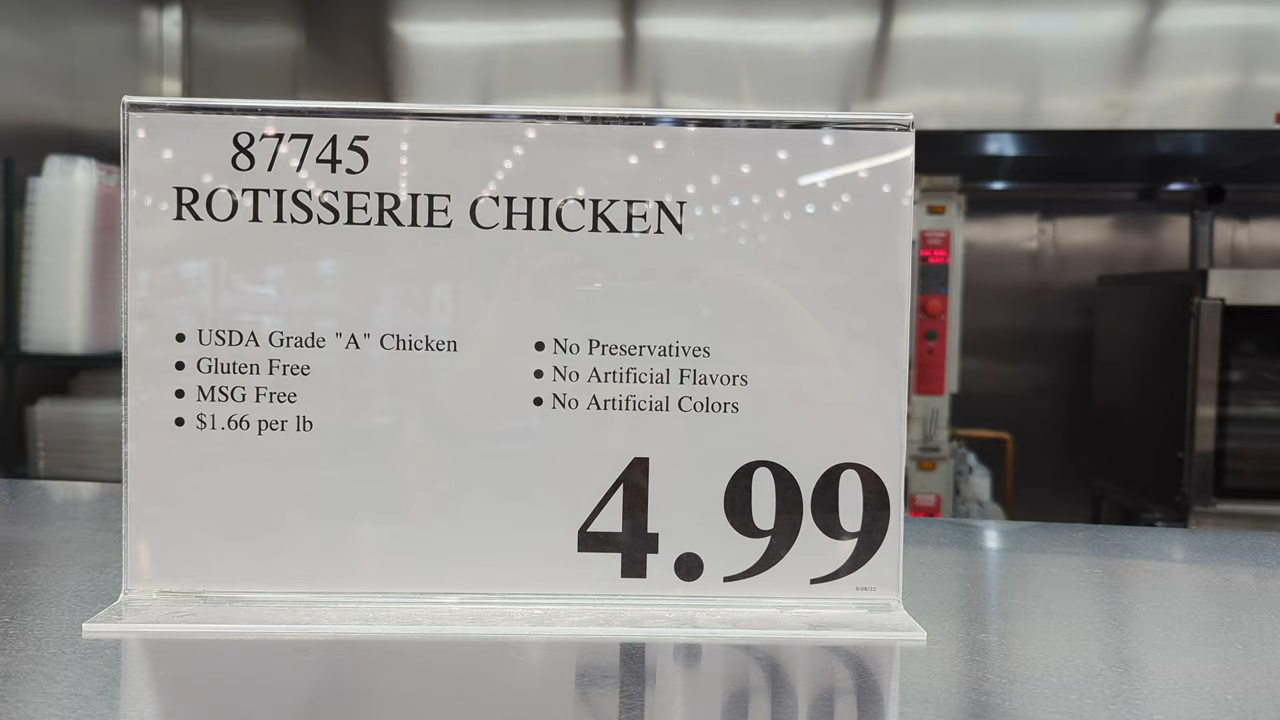 87745
ROTISSERIE CHICKEN
• USDA Grade "A" Chicken
• Gluten Free
• MSG Free
• $1.66 per lb
• No Preservatives
• No Artificial Flavors
• No Artificial Colors
4.99